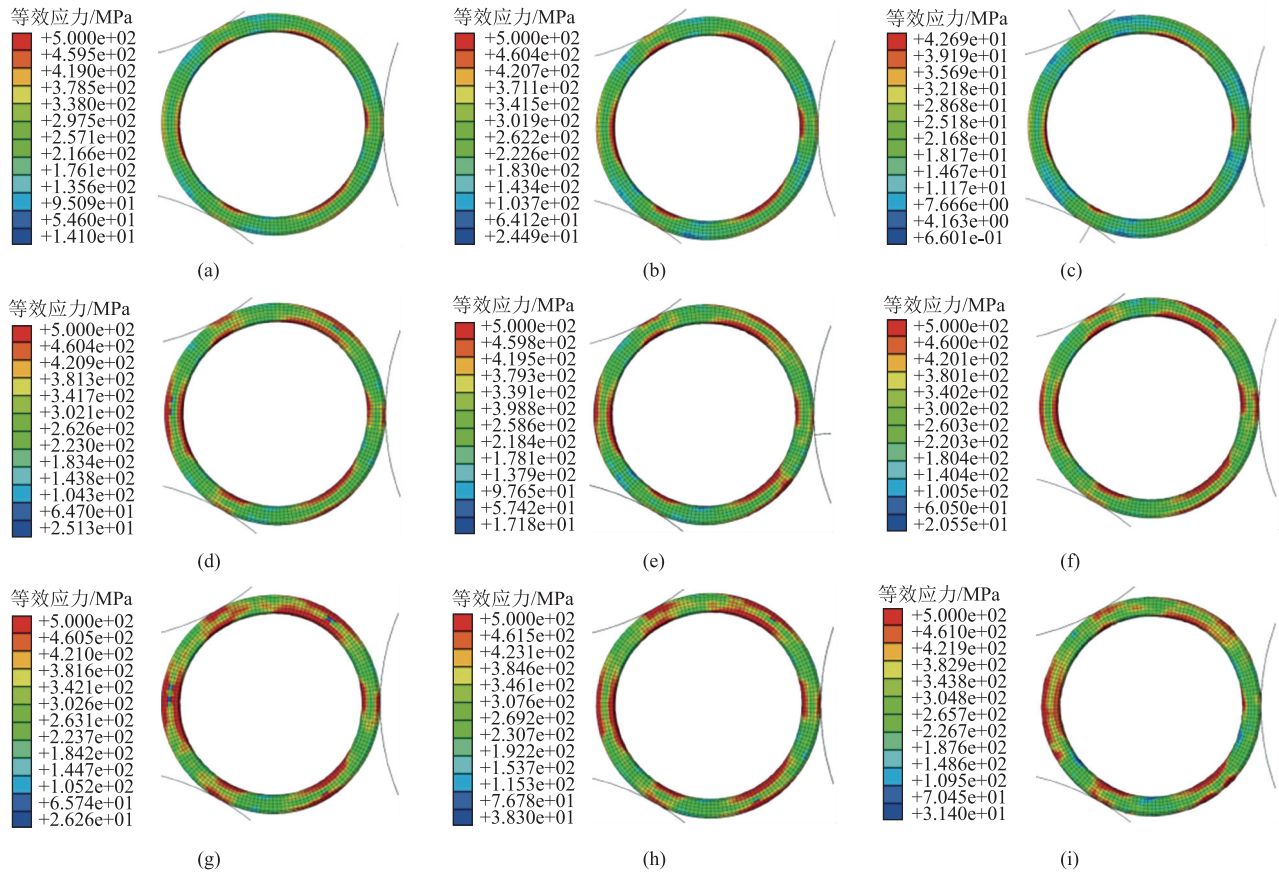 等效应力/MPa
+5.000e+02
+4.595e+02
+4.190e+02
+3.785e+02
+3.380e+02
+2.975e+02
+2.571e+02
+2.166e+02
+1.761e+02
+1.356e+02
+9.509e+01
+5.460e+01
+1.410e+01
(a)
等效应力/MPa
+5.000e+02
+4.604e+02
+4.207e+02
+3.711e+02
+3.415e+02
+3.019e+02
+2.622e+02
+2.226e+02
+1.830e+02
+1.434e+02
+1.037e+02
+6.412e+01
+2.449e+01
(b)
等效应力/MPa
+4.269e+01
+3.919e+01
+3.569e+01
+3.218e+01
+2.868e+01
+2.518e+01
+2.168e+01
+1.817e+01
+1.467e+01
+1.117e+01
+7.666e+00
+4.163e+00
+6.601e-01
(c)
等效应力/MPa
+5.000e+02
+4.604e+02
+4.209e+02
+3.813e+02
+3.417e+02
+3.021e+02
+2.626e+02
+2.230e+02
+1.834e+02
+1.438e+02
+1.043e+02
+6.470e+01
+2.513e+01
(d)
等效应力/MPa
+5.000e+02
+4.598e+02
+4.195e+02
+3.793e+02
+3.391e+02
+3.988e+02
+2.586e+02
+2.184e+02
+1.781e+02
+1.379e+02
+9.765e+01
+5.742e+01
+1.718e+01
(e)
等效应力/MPa
+5.000e+02
+4.600e+02
+4.201e+02
+3.801e+02
+3.402e+02
+3.002e+02
+2.603e+02
+2.203e+02
+1.804e+02
+1.404e+02
+1.005e+02
+6.050e+01
+2.055e+01
(f)
等效应力/MPa
+5.000e+02
+4.605e+02
+4.210e+02
+3.816e+02
+3.421e+02
+3.026e+02
+2.631e+02
+2.237e+02
+1.842e+02
+1.447e+02
+1.052e+02
+6.574e+01
+2.626e+01
(g)
等效应力/MPa
+5.000e+02
+4.615e+02
+4.231e+02
+3.846e+02
+3.461e+02
+3.076e+02
+2.692e+02
+2.307e+02
+1.922e+02
+1.537e+02
+1.153e+02
+7.678e+01
+3.830e+01
(h)
等效应力/MPa
+5.000e+02
+4.610e+02
+4.219e+02
+3.829e+02
+3.438e+02
+3.048e+02
+2.657e+02
+2.267e+02
+1.876e+02
+1.486e+02
+1.095e+02
+7.045e+01
+3.140e+01
(i)